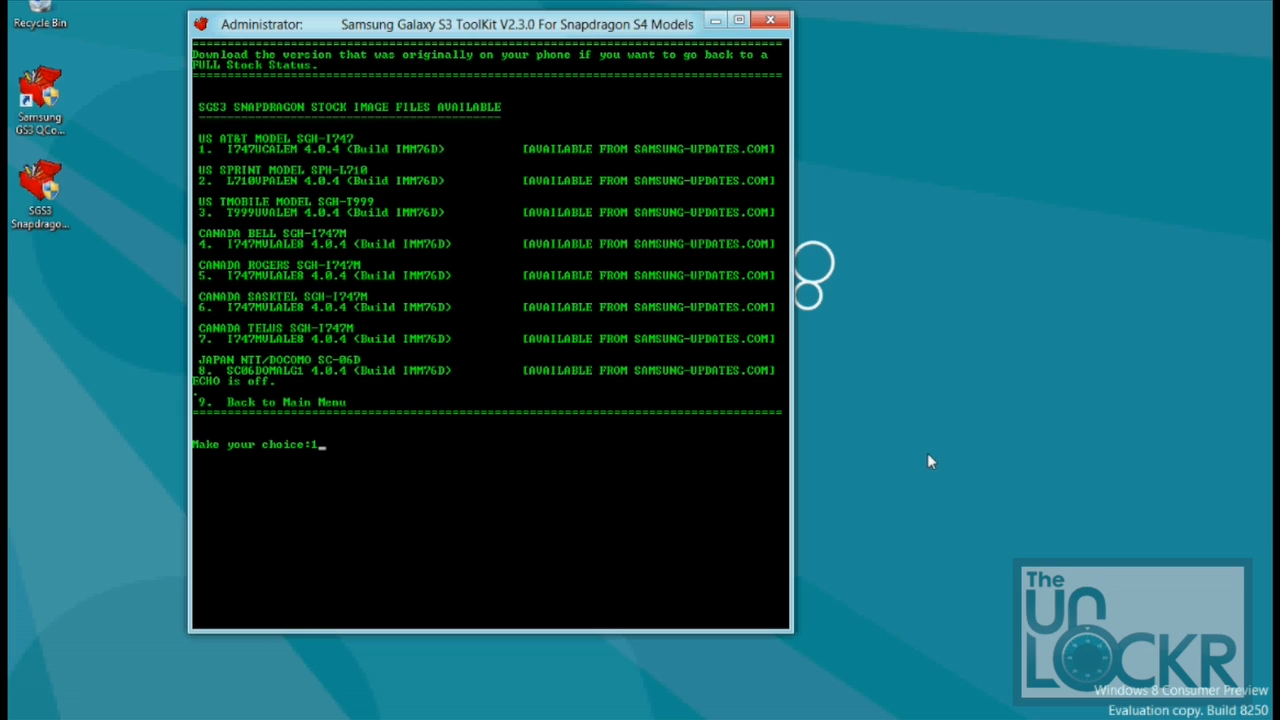 Recycle Bin
Samsung
GS3 QCo...
SGS3
Snapdrago...
Administrator: Samsung Galaxy S3 ToolKit V2.3.0 For Snapdragon S4 Models
=====================================================================================
Download the version that was originally on your phone if you want to go back to a
FULL Stock Status.
=====================================================================================
SGS3 SNAPDRAGON STOCK IMAGE FILES AVAILABLE
-------------------------------------------
US AT&T MODEL SGH-I747
1. I747UCALEM 4.0.4 (Build IMM76D) [AVAILABLE FROM SAMSUNG-UPDATES.COM]
US SPRINT MODEL SPH-L710
2. L710VPALEN 4.0.4 (Build IMM76D) [AVAILABLE FROM SAMSUNG-UPDATES.COM]
US TMOBILE MODEL SGH-T999
3. T999UVALEM 4.0.4 (Build IMM76D) [AVAILABLE FROM SAMSUNG-UPDATES.COM]
CANADA BELL SGH-I747M
4. I747MVLALE8 4.0.4 (Build IMM76D) [AVAILABLE FROM SAMSUNG-UPDATES.COM]
CANADA ROGERS SGH-I747M
5. I747MVLALE8 4.0.4 (Build IMM76D) [AVAILABLE FROM SAMSUNG-UPDATES.COM]
CANADA SASKTEL SGH-I747M
6. I747MVLALE8 4.0.4 (Build IMM76D) [AVAILABLE FROM SAMSUNG-UPDATES.COM]
CANADA TELUS SGH-I747M
7. I747MVLALE8 4.0.4 (Build IMM76D) [AVAILABLE FROM SAMSUNG-UPDATES.COM]
JAPAN NTT/DOCOMO SC-06D
8. SC06DOMALG1 4.0.4 (Build IMM76D) [AVAILABLE FROM SAMSUNG-UPDATES.COM]
ECHO is off.
.
9. Back to Main Menu
=====================================================================================
Make your choice:1_
The
UN
LOCKR
Windows 8 Consumer Preview
Evaluation copy. Build 8250